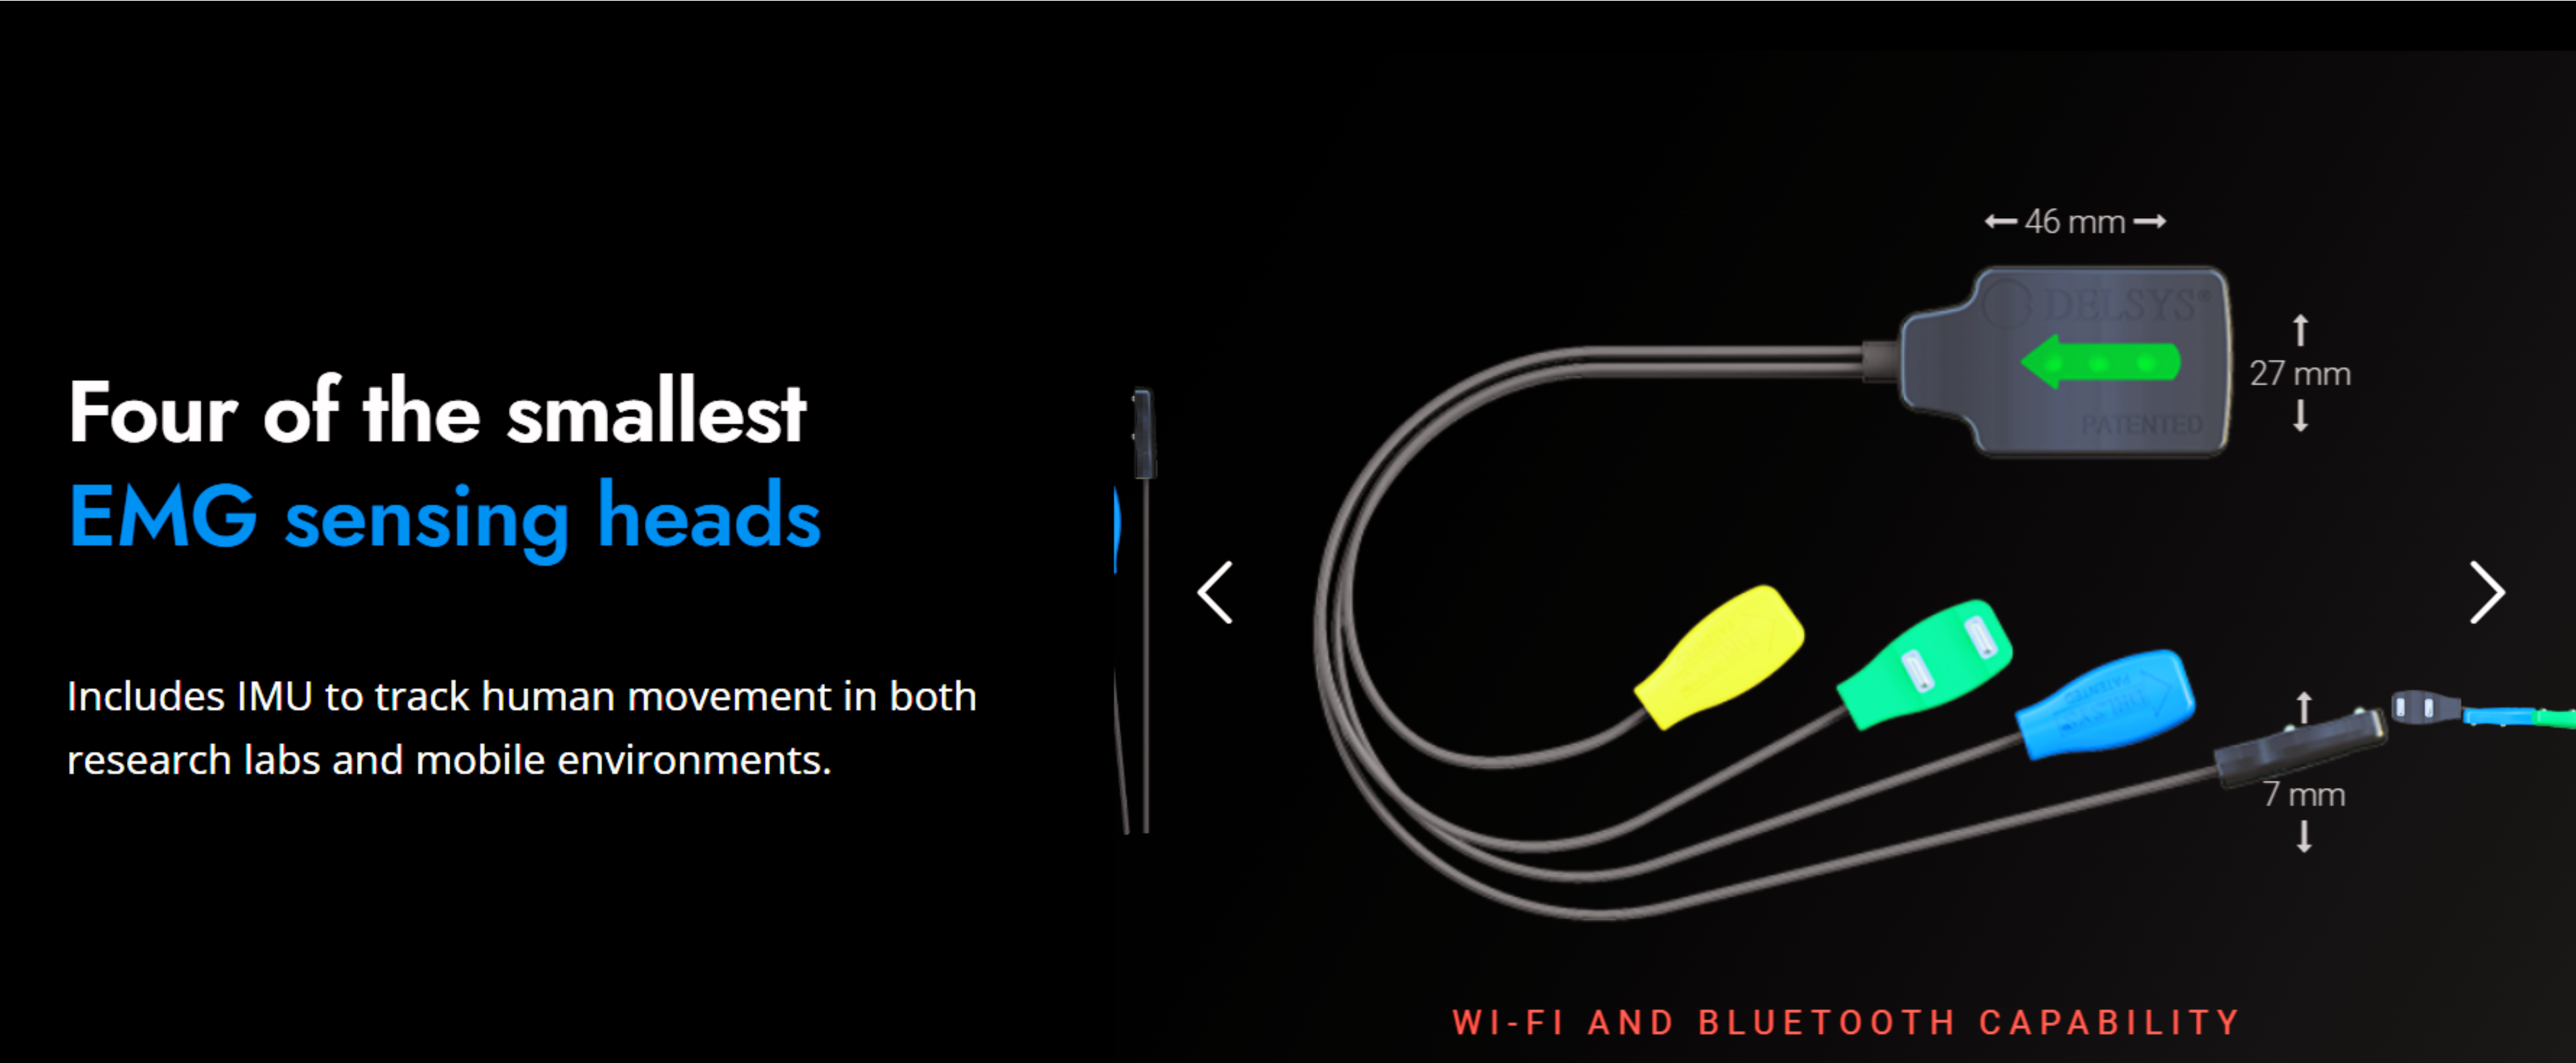 Four of the smallest
EMG sensing heads
Includes IMU to track human movement in both
research labs and mobile environments.
46 mm
DELSYS®
27 mm
PATENTED
7 mm
WI-FI AND BLUETOOTH CAPABILITY